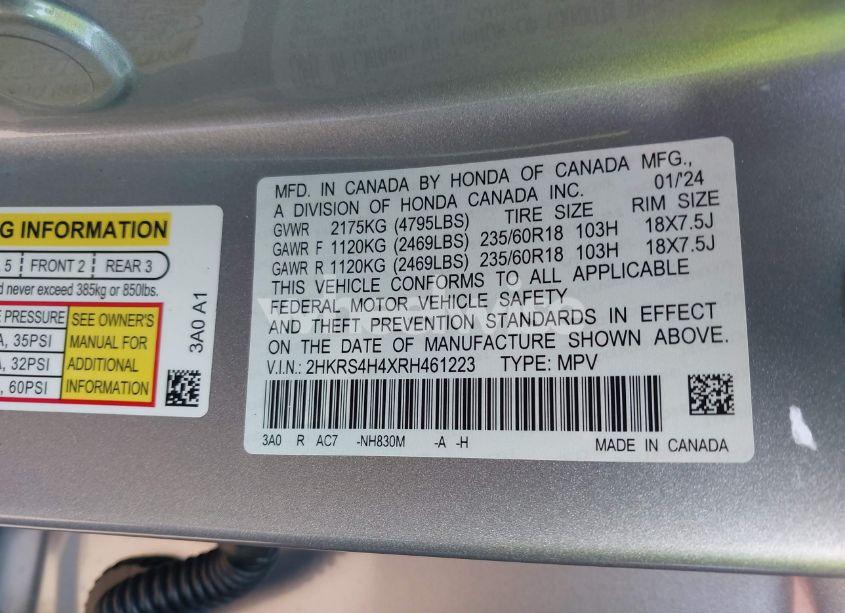 G INFORMATION
5 FRONT 2 REAR 3
d never exceed 385kg or 850lbs.
E PRESSURE
A, 35PSI
A, 32PSI
, 60PSI
SEE OWNER'S
MANUAL FOR
ADDITIONAL
INFORMATION
3A0 A1
MFD. IN CANADA BY HONDA OF CANADA MFG.,
A DIVISION OF HONDA CANADA INC. 01/'24
GVWR 2175KG (4795LBS) TIRE SIZE RIM SIZE
GAWR F 1120KG (2469LBS) 235/60R18 103H 18X7.5J
GAWR R 1120KG (2469LBS) 235/60R18 103H 18X7.5J
THIS VEHICLE CONFORMS TO ALL APPLICABLE
FEDERAL MOTOR VEHICLE SAFETY
AND THEFT PREVENTION STANDARDS IN EFFECT
ON THE DATE OF MANUFACTURE SHOWN ABOVE.
V.I.N.: 2HKRS4H4XRH461223 TYPE: MPV
3A0 R AC7 -NH830M -A -H
MADE IN CANADA